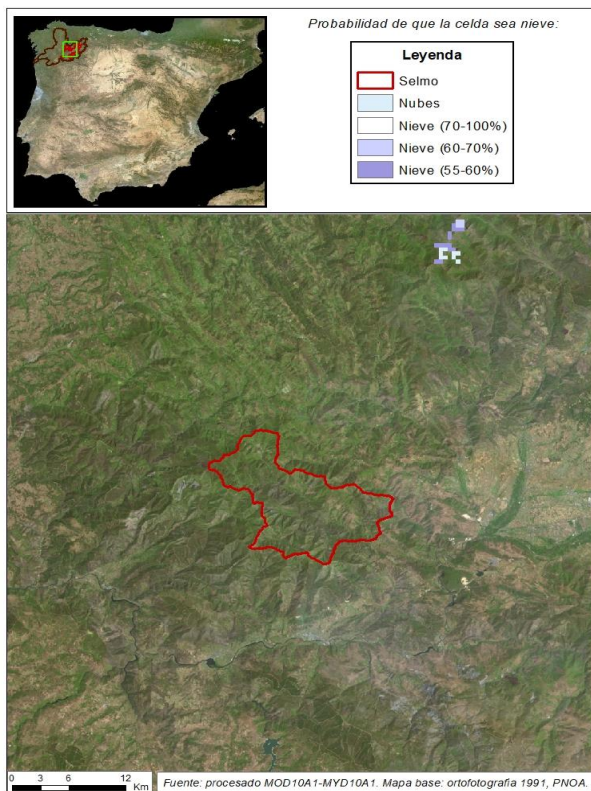 Probabilidad de que la celda sea nieve:
Leyenda
Selmo
Nubes
Nieve (70-100%)
Nieve (60-70%)
Nieve (55-60%)
0 3 6 12 Km
Fuente: procesado MOD10A1-MYD10A1. Mapa base: ortofotografía 1991, PNOA.